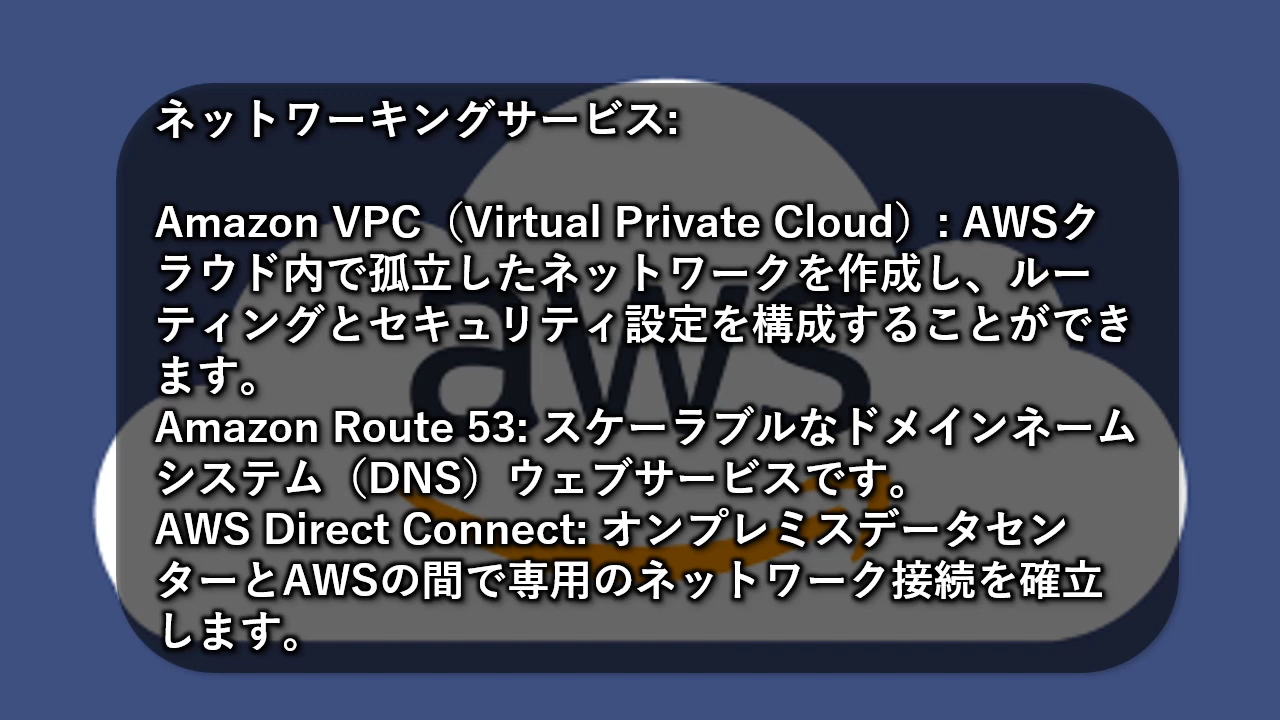 ネットワーキングサービス:
Amazon VPC（Virtual Private Cloud）: AWSク
ラウド内で孤立したネットワークを作成し、ルー
ティングとセキュリティ設定を構成することができ
ます。
Amazon Route 53: スケーラブルなドメインネーム
システム（DNS）ウェブサービスです。
AWS Direct Connect: オンプレミスデータセン
ターとAWSの間で専用のネットワーク接続を確立
します。
aws